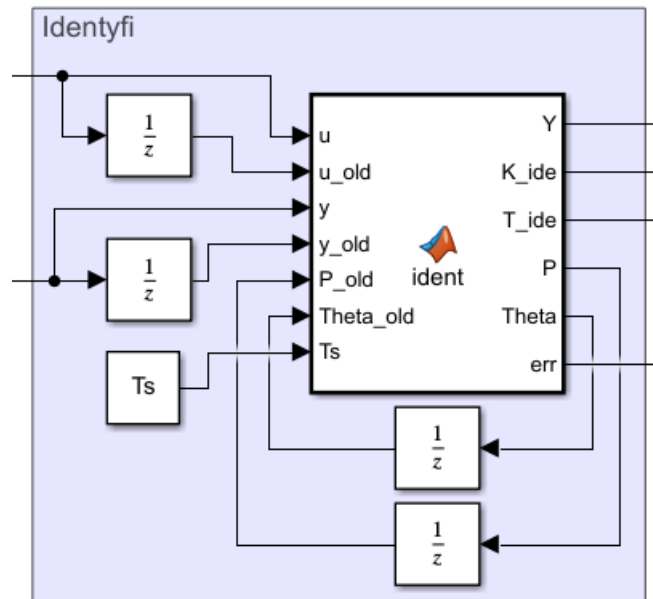 Identyfi
1
z
u
u_old
y
y_old
P_old
Theta_old
Ts
ident
Y
K_ide
T_ide
P
Theta
err
1
z
Ts
1
z
1
z